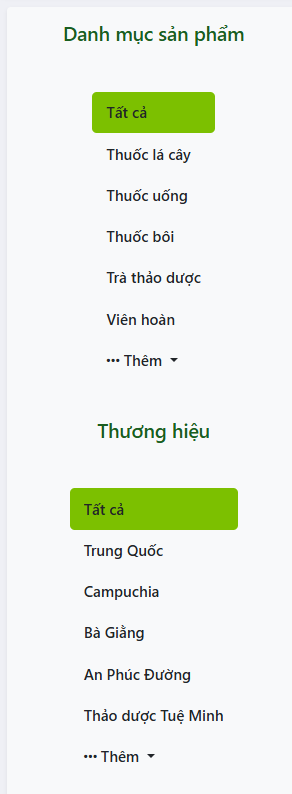 Danh mục sản phẩm
Tất cả
Thuốc lá cây
Thuốc uống
Thuốc bôi
Trà thảo dược
Viên hoàn
••• Thêm
Thương hiệu
Tất cả
Trung Quốc
Campuchia
Bà Giằng
An Phúc Đường
Thảo dược Tuệ Minh
••• Thêm